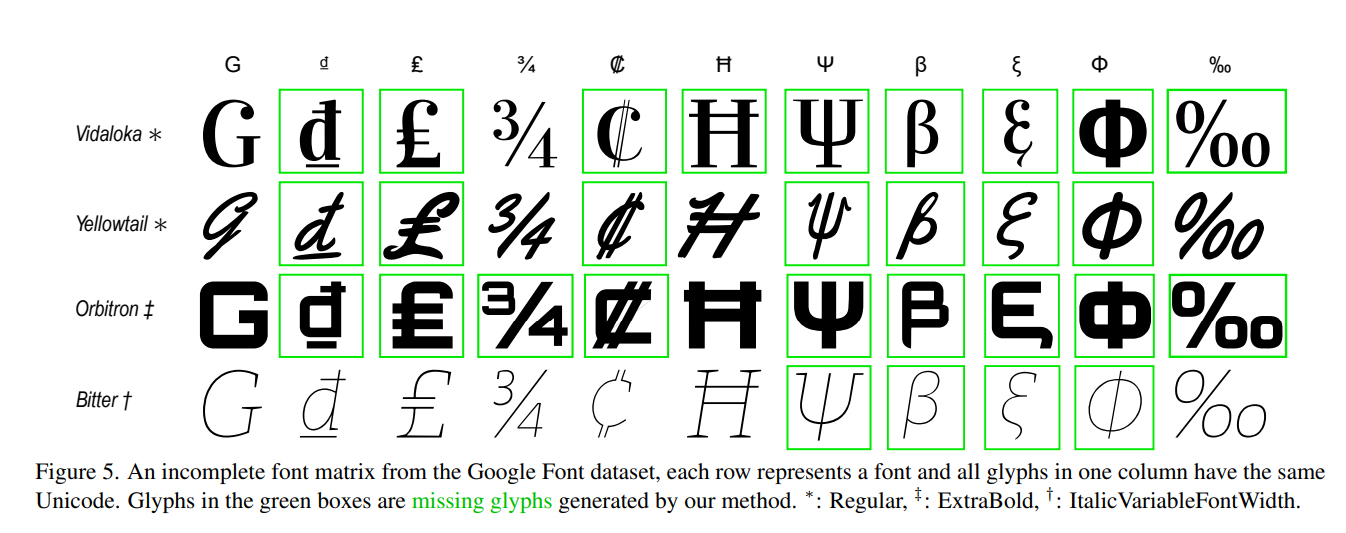 G ₫ ₤ ¾ ₡ Ħ Ψ β ξ Φ ‰
Vidaloka * G ₫ ₤ ¾ ₡ Ħ Ψ β ξ Φ ‰
Yellowtail * G ₫ ₤ ¾ ₡ Ħ ψ β ξ Φ ‰
Orbitron ‡ G ₫ ₤ ¾ ₡ Ħ Ψ β ξ Φ ‰
Bitter † G ₫ ₤ ¾ ₡ Ħ Ψ β ξ Φ ‰
Figure 5. An incomplete font matrix from the Google Font dataset, each row represents a font and all glyphs in one column have the same
Unicode. Glyphs in the green boxes are missing glyphs generated by our method. *: Regular, ‡: ExtraBold, †: ItalicVariableFontWidth.